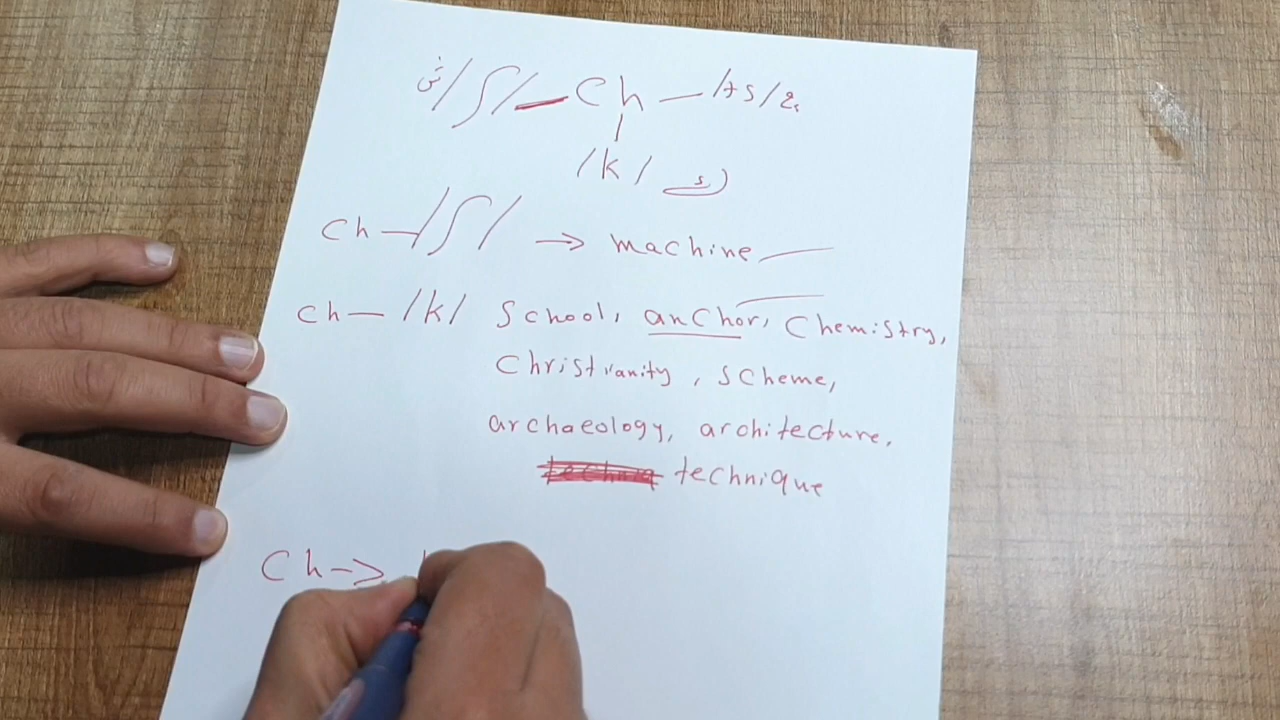 ش /ʃ/ — Ch — /ts/
/k/ ك
Ch — /ʃ/ → machine
Ch — /k/ School, anchor, Chemistry,
Christianity, scheme,
archaeology, architecture,
technique
Ch →